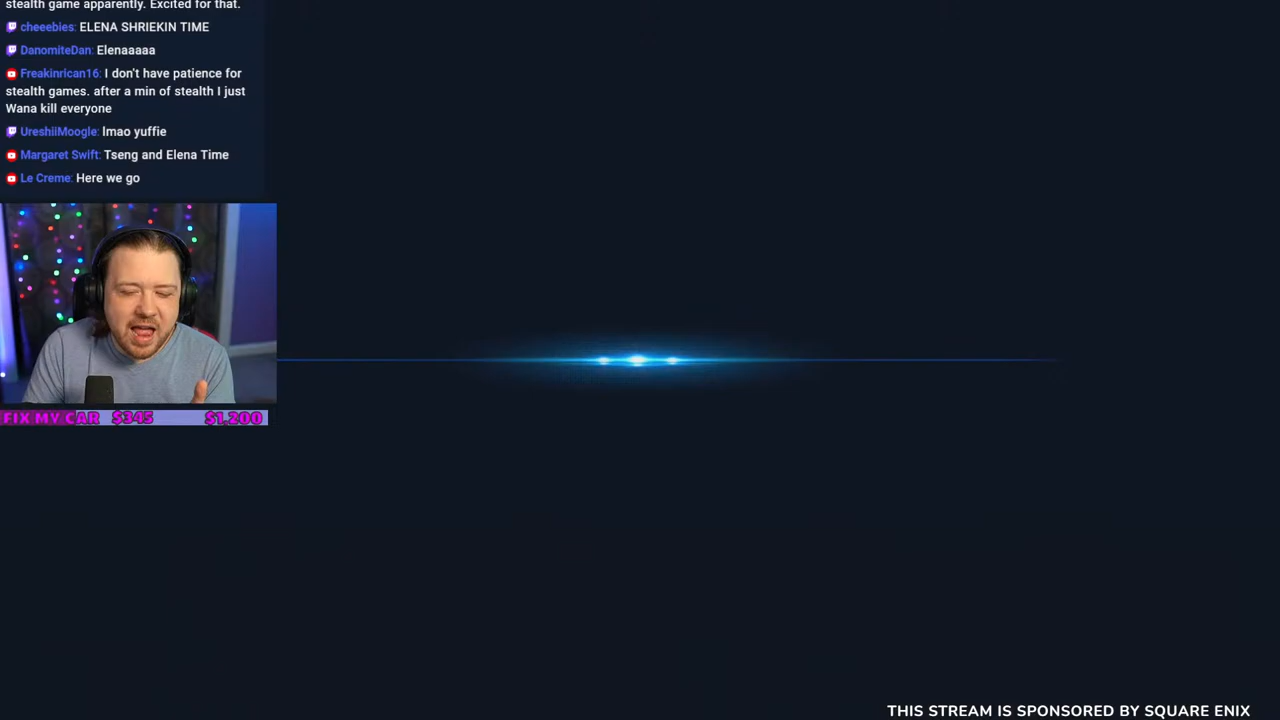 stealth game apparently. Excited for that.
cheeebies: ELENA SHRIEKIN TIME
DanomiteDan: Elenaaaaa
Freakinrican16: I don't have patience for
stealth games. after a min of stealth I just
Wana kill everyone
UreshiiMoogle: lmao yuffie
Margaret Swift: Tseng and Elena Time
Le Creme: Here we go
FIX MY CAR $345 $1,200
THIS STREAM IS SPONSORED BY SQUARE ENIX